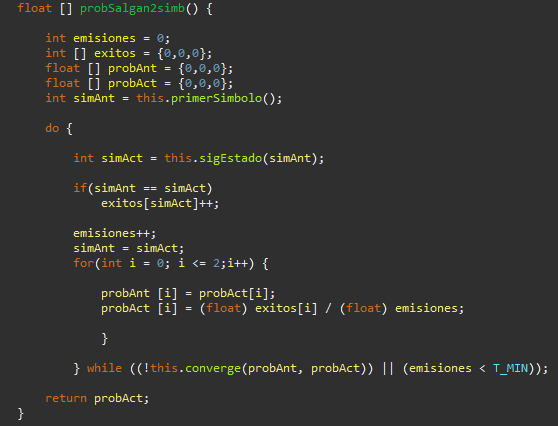 float [] probSalgan2simb() {
int emisiones = 0;
int [] exitos = {0,0,0};
float [] probAnt = {0,0,0};
float [] probAct = {0,0,0};
int simAnt = this.primerSimbolo();
do {
int simAct = this.sigEstado(simAnt);
if(simAnt == simAct)
exitos[simAct]++;
emisiones++;
simAnt = simAct;
for(int i = 0; i <= 2;i++) {
probAnt [i] = probAct[i];
probAct [i] = (float) exitos[i] / (float) emisiones;
}
} while ((!this.converge(probAnt, probAct)) || (emisiones < T_MIN));
return probAct;
}